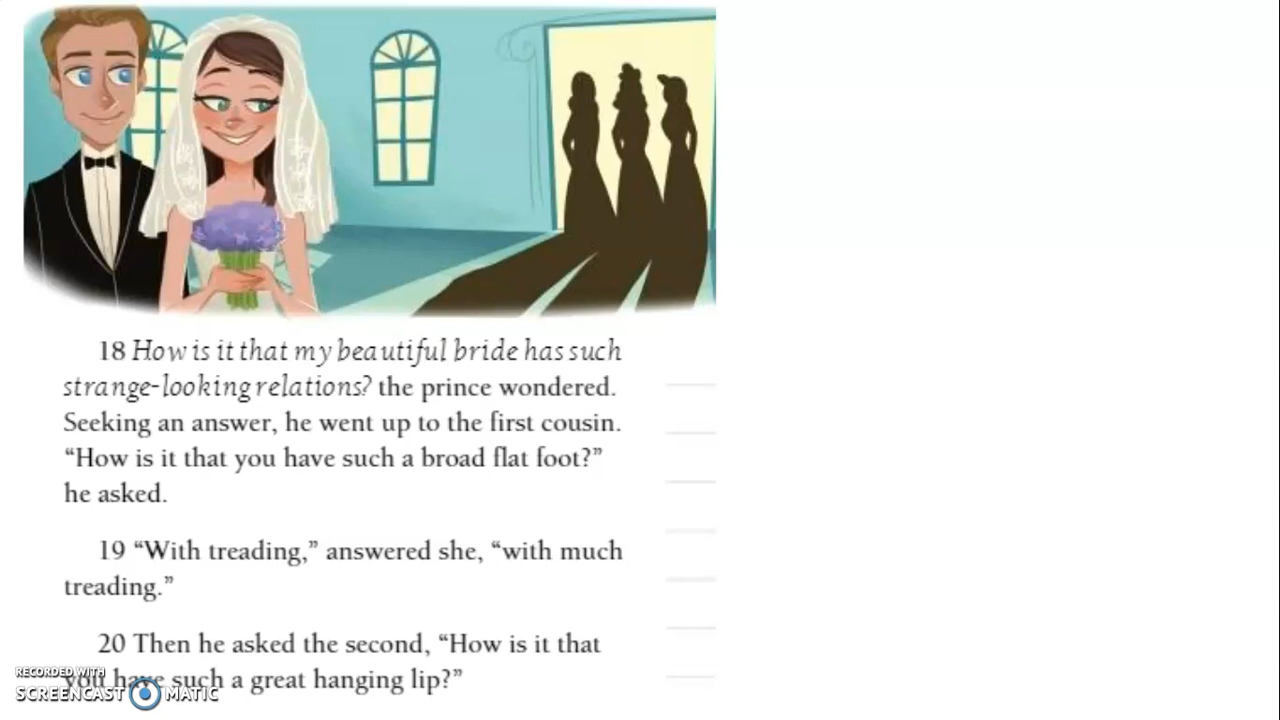 18 How is it that my beautiful bride has such
strange-looking relations? the prince wondered.
Seeking an answer, he went up to the first cousin.
“How is it that you have such a broad flat foot?”
he asked.
19 “With treading,” answered she, “with much
treading.”
20 Then he asked the second, “How is it that
you have such a great hanging lip?”
RECORDED WITH
SCREENCAST MATIC